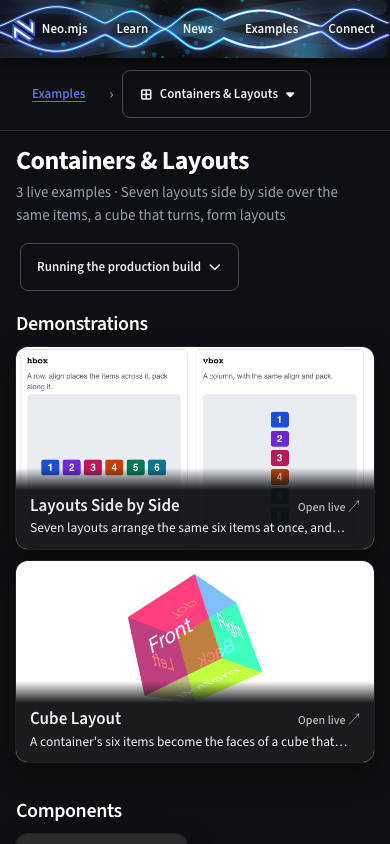 Neo.mjs Learn News Examples Connect
Examples › Containers & Layouts
Containers & Layouts
3 live examples · Seven layouts side by side over the
same items, a cube that turns, form layouts
Running the production build
Demonstrations
hbox
A row. align places the items across it, pack
along it.
1 2 3 4 5 6
vbox
A column, with the same align and pack.
1
2
3
4
Layouts Side by Side
Open live ↗
Seven layouts arrange the same six items at once, and…
Top
Front
Right
Left
Back
Cube Layout
Open live ↗
A container's six items become the faces of a cube that…
Components